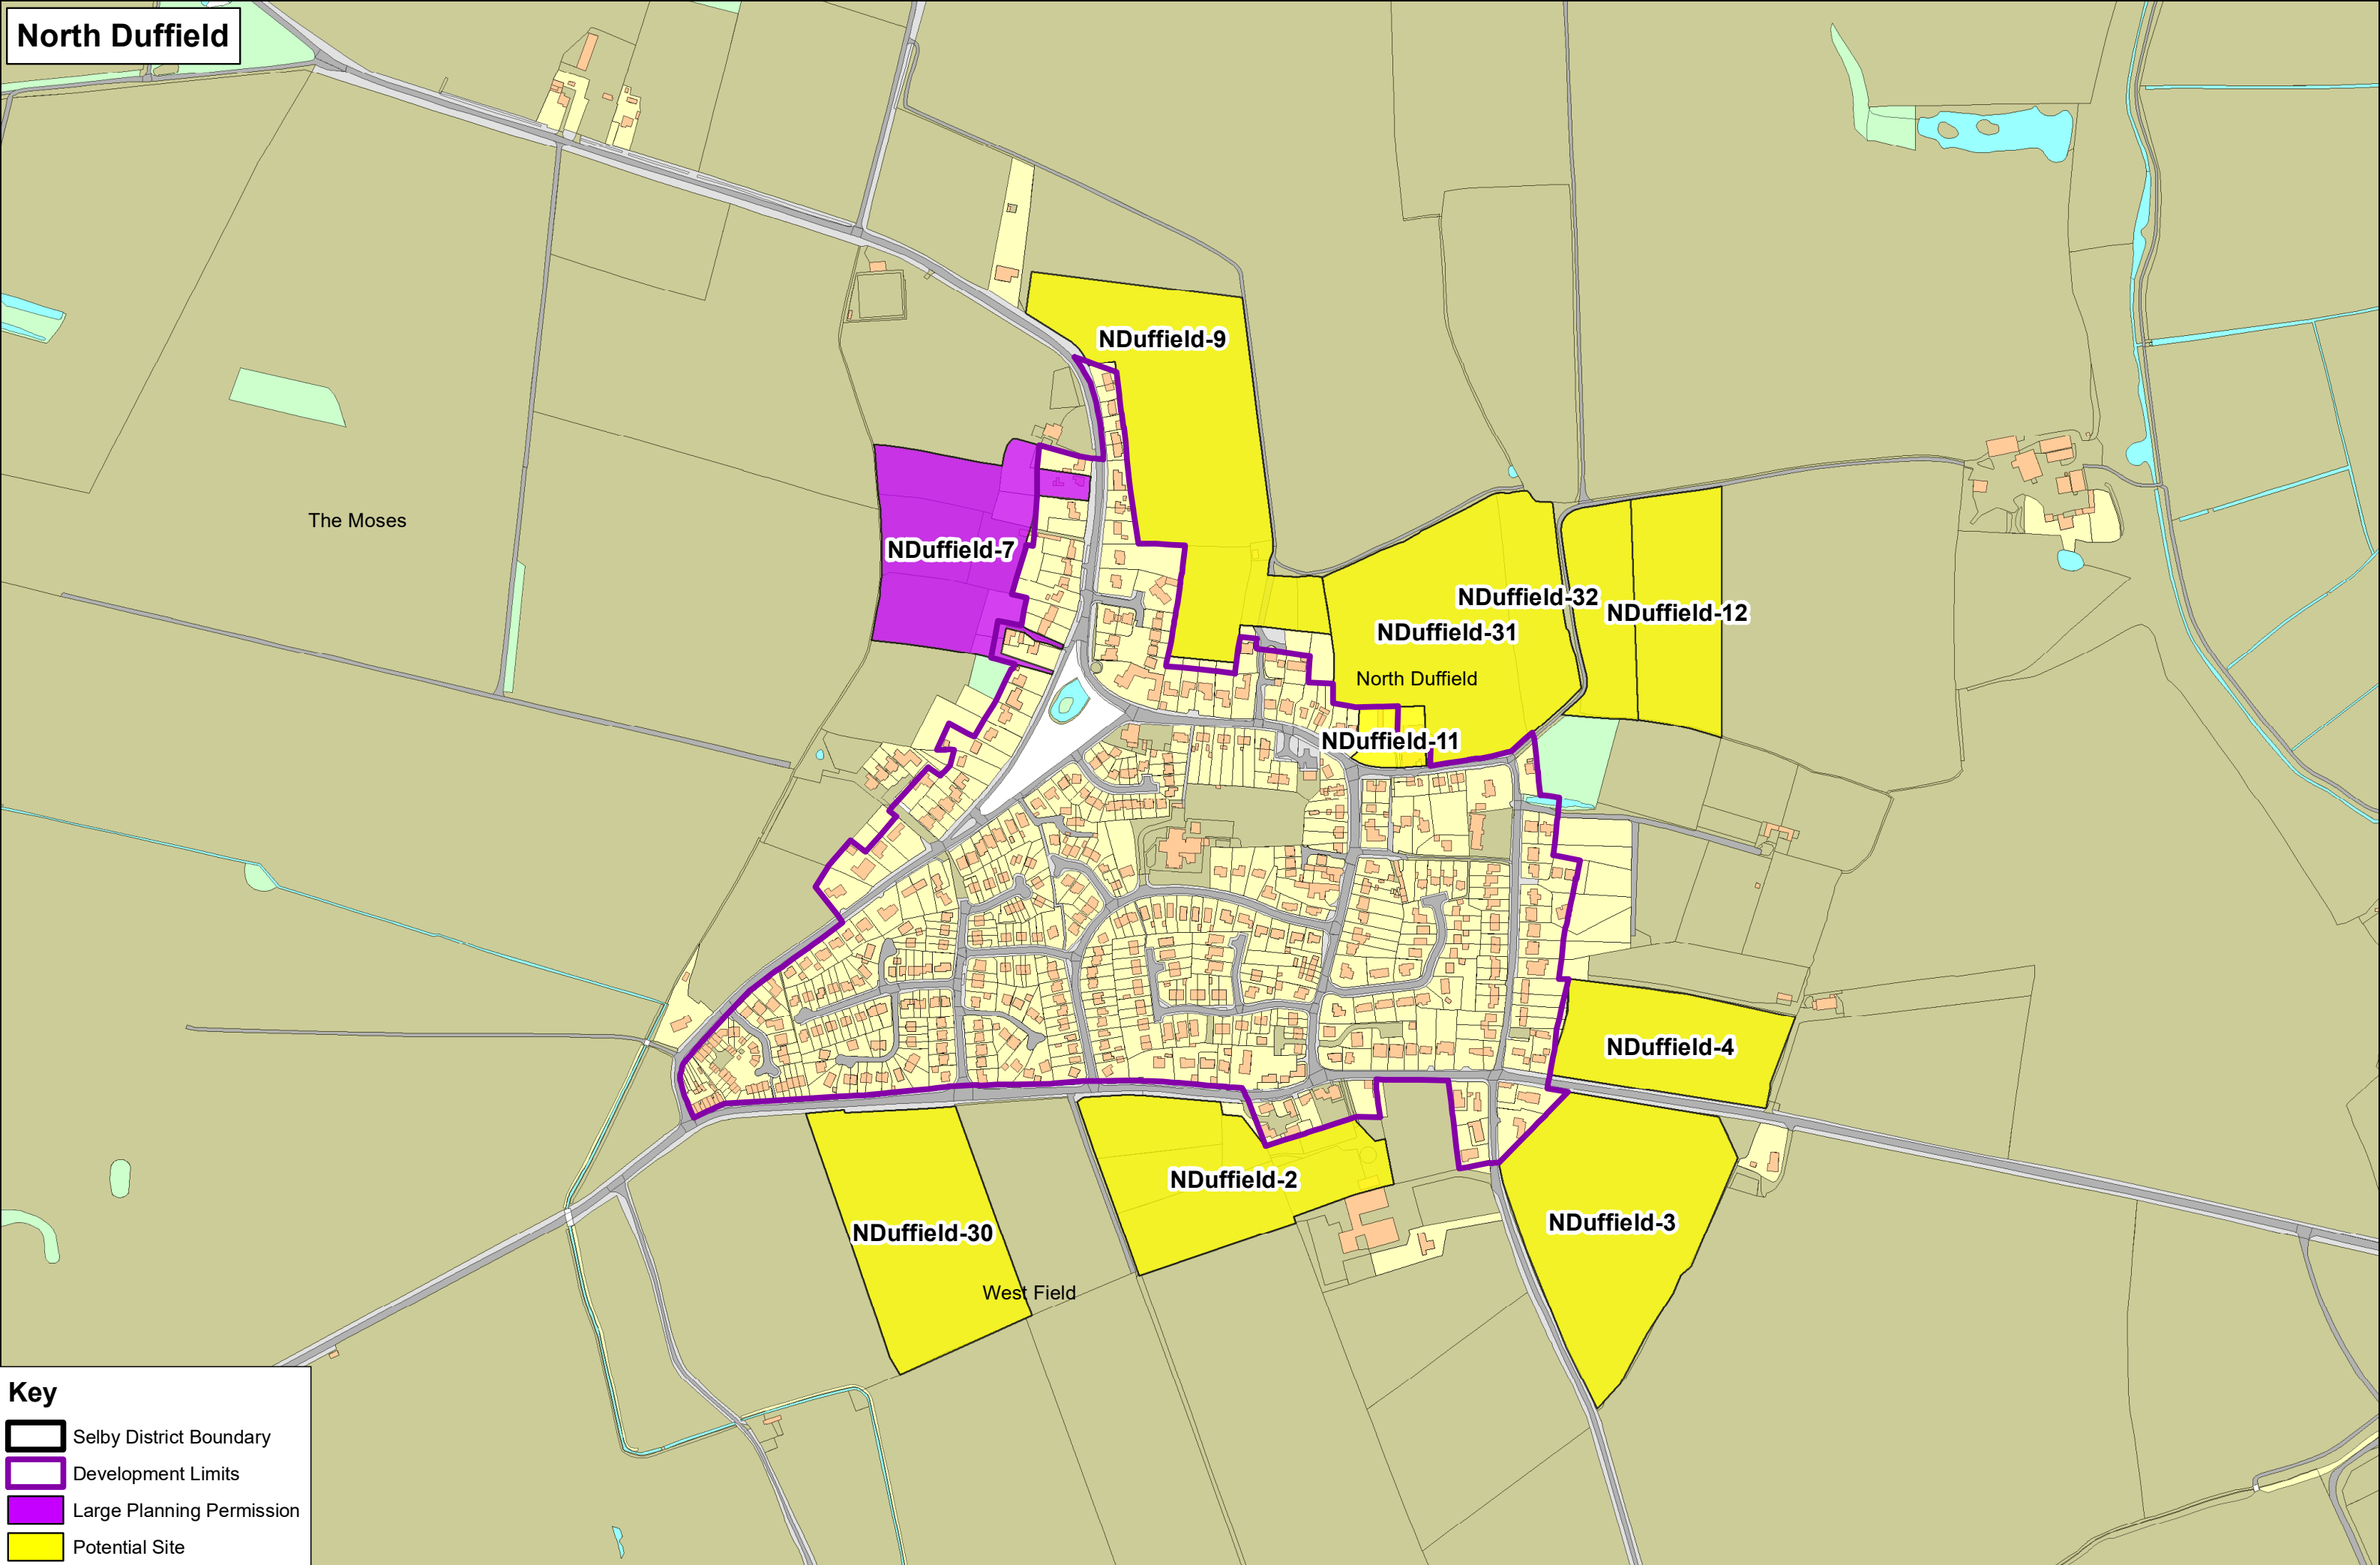 North Duffield
NDuffield-9
The Moses
NDuffield-7
NDuffield-32
NDuffield-12
NDuffield-31
North Duffield
NDuffield-11
NDuffield-4
NDuffield-2
NDuffield-3
NDuffield-30
West Field
Key
Selby District Boundary
Development Limits
Large Planning Permission
Potential Site